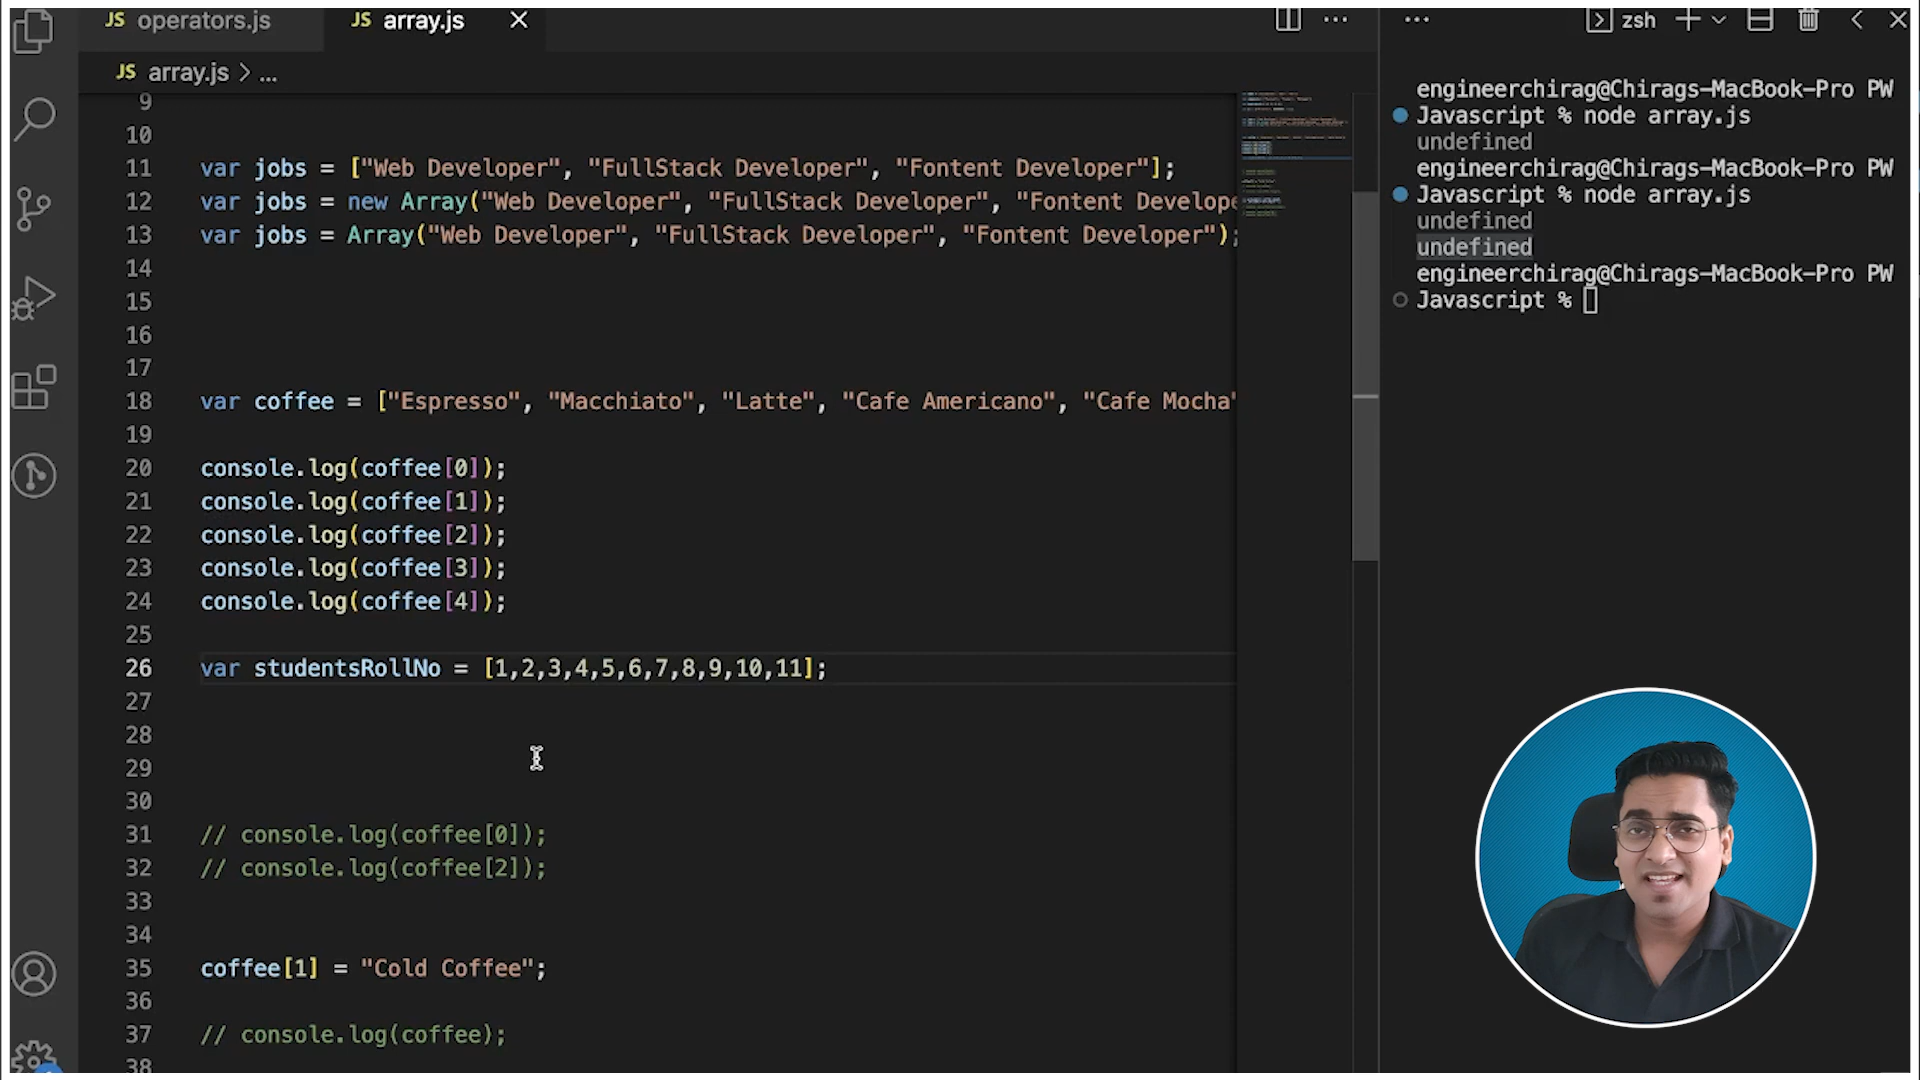 JS operators.js
JS array.js
zsh
JS array.js > ...
9
10
11 var jobs = ["Web Developer", "FullStack Developer", "Fontent Developer"];
12 var jobs = new Array("Web Developer", "FullStack Developer", "Fontent Develope
13 var jobs = Array("Web Developer", "FullStack Developer", "Fontent Developer");
14
15
16
17
18 var coffee = ["Espresso", "Macchiato", "Latte", "Cafe Americano", "Cafe Mocha"
19
20 console.log(coffee[0]);
21 console.log(coffee[1]);
22 console.log(coffee[2]);
23 console.log(coffee[3]);
24 console.log(coffee[4]);
25
26 var studentsRollNo = [1,2,3,4,5,6,7,8,9,10,11];
27
28
29
30
31 // console.log(coffee[0]);
32 // console.log(coffee[2]);
33
34
35 coffee[1] = "Cold Coffee";
36
37 // console.log(coffee);
38
engineerchirag@Chirags-MacBook-Pro PW
Javascript % node array.js
undefined
engineerchirag@Chirags-MacBook-Pro PW
Javascript % node array.js
undefined
undefined
engineerchirag@Chirags-MacBook-Pro PW
Javascript %